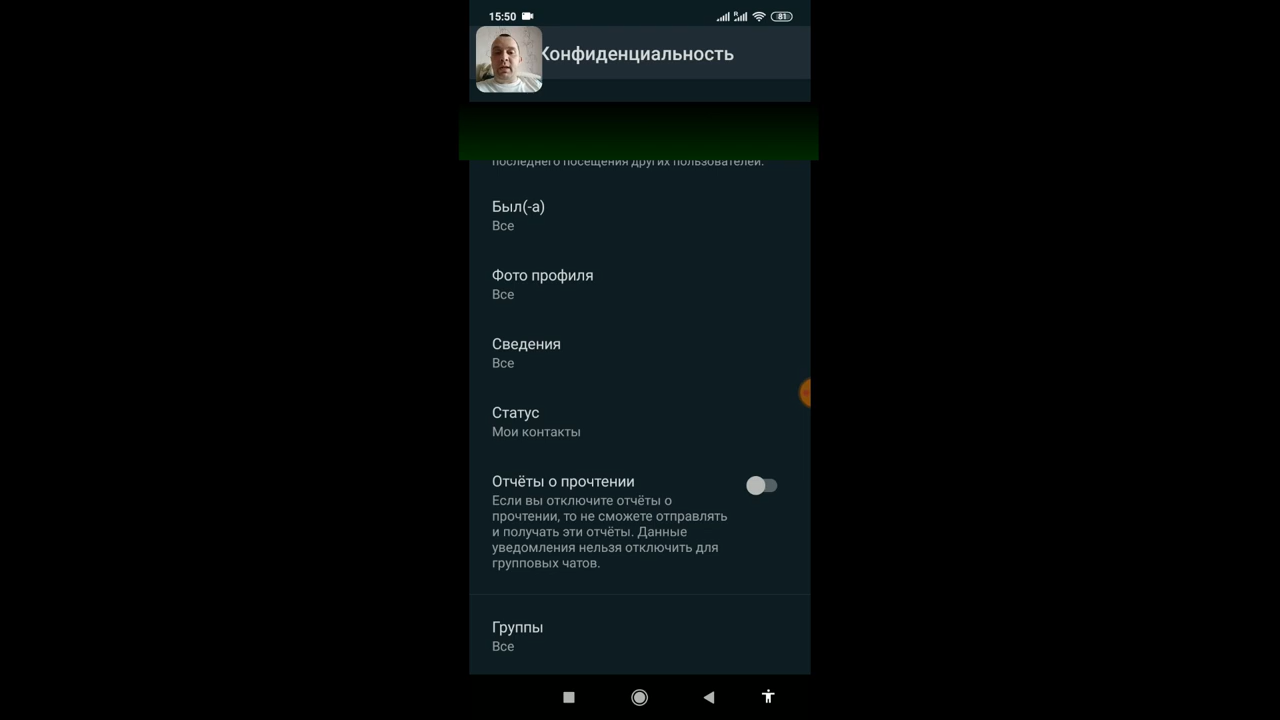 15:50
81
Конфиденциальность
последнего посещения других пользователей.
Был(-а)
Все
Фото профиля
Все
Сведения
Все
Статус
Мои контакты
Отчёты о прочтении
Если вы отключите отчёты о
прочтении, то не сможете отправлять
и получать эти отчёты. Данные
уведомления нельзя отключить для
групповых чатов.
Группы
Все